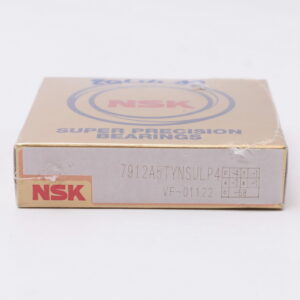 NSK
SUPER PRECISION
BEARINGS
NSK
7912A5TYNSULP4
VF-01122